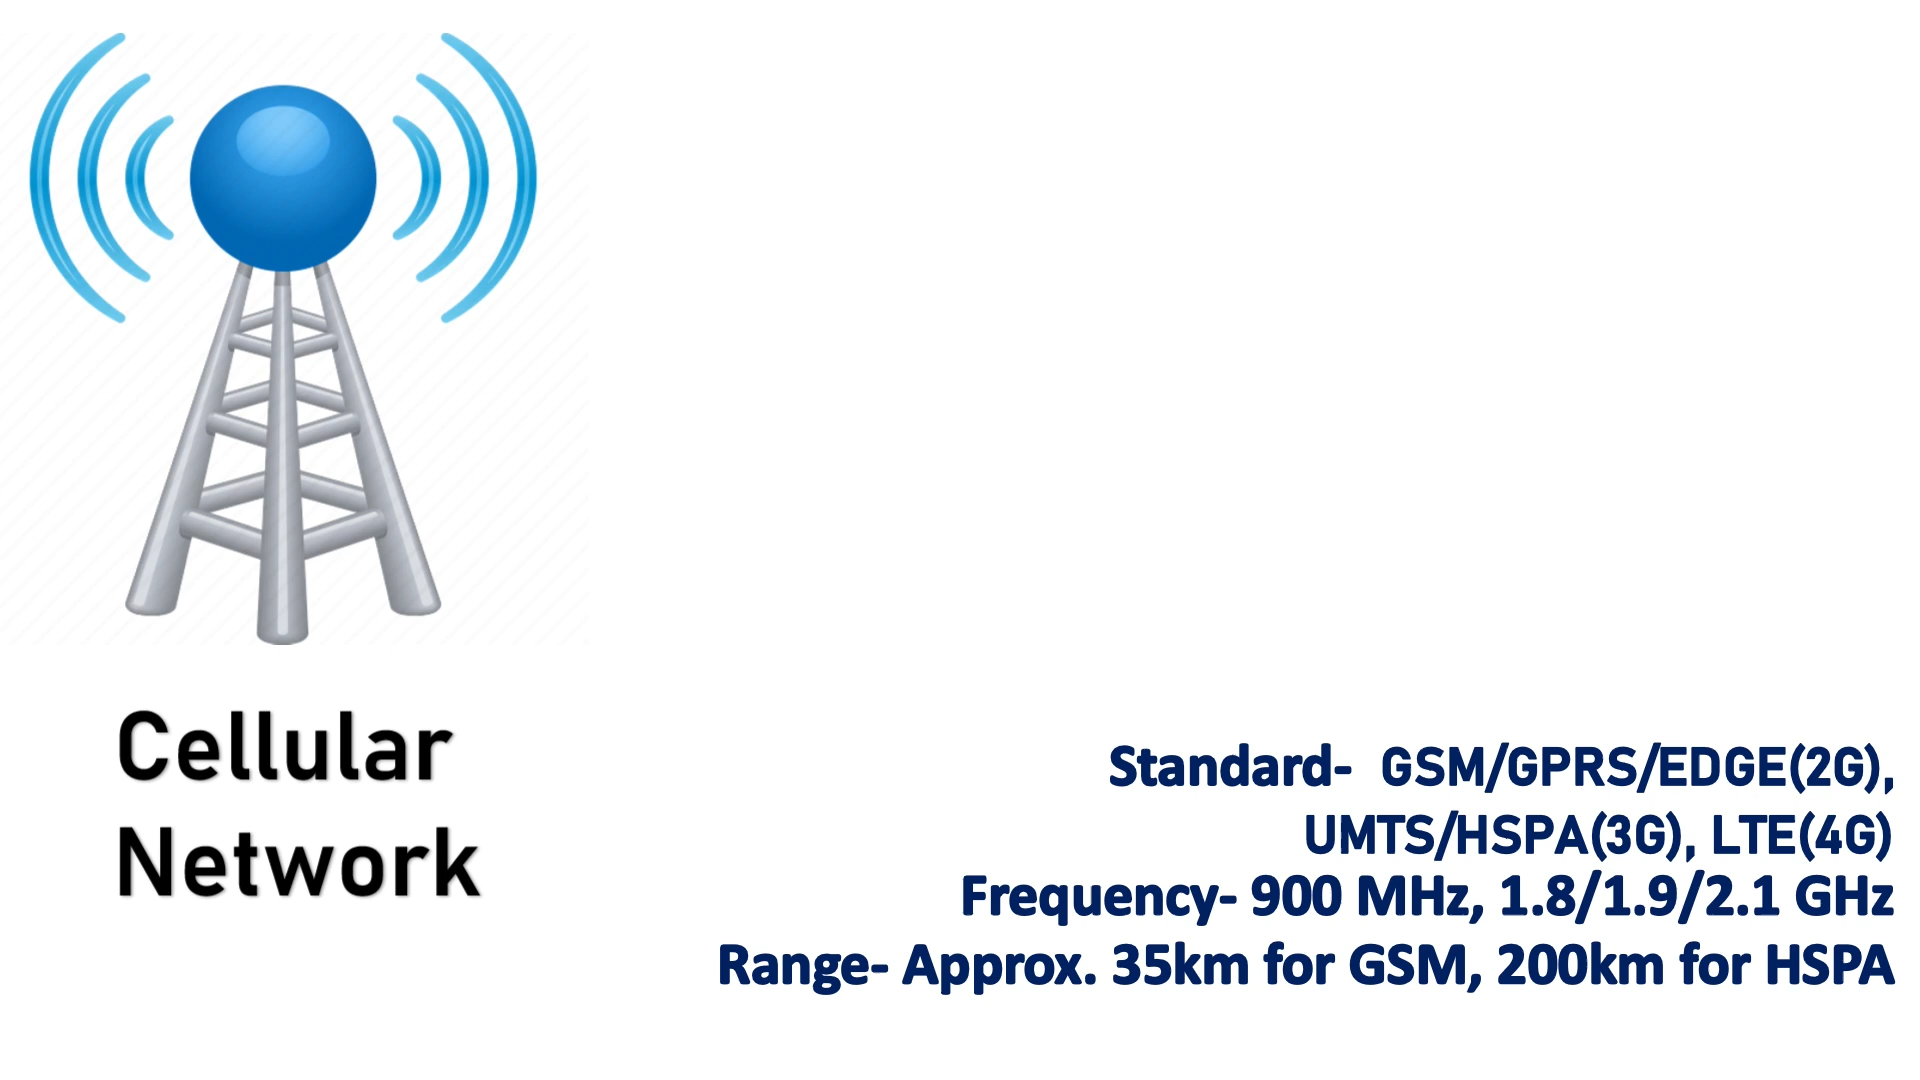 Cellular
Network
Standard-  GSM/GPRS/EDGE(2G),
UMTS/HSPA(3G), LTE(4G)
Frequency- 900 MHz, 1.8/1.9/2.1 GHz
Range- Approx. 35km for GSM, 200km for HSPA